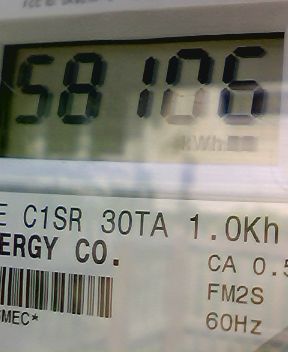 58106
kWh
E C1SR 30TA 1.0Kh
ERGY CO.
CA 0.5
FM2S
MEC*
60Hz